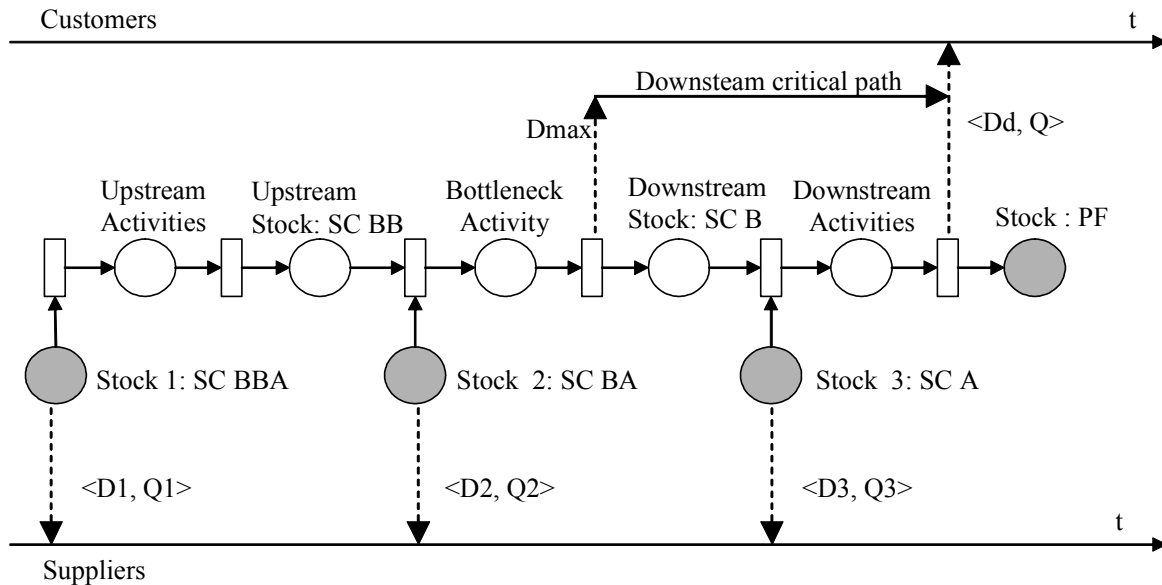 Customers
t
Downsteam critical path
Dmax
<Dd, Q>
Upstream
Activities
Upstream
Stock: SC BB
Bottleneck
Activity
Downstream
Stock: SC B
Downstream
Activities
Stock : PF
Stock 1: SC BBA
Stock  2: SC BA
Stock  3: SC A
<D1, Q1>
<D2, Q2>
<D3, Q3>
t
Suppliers